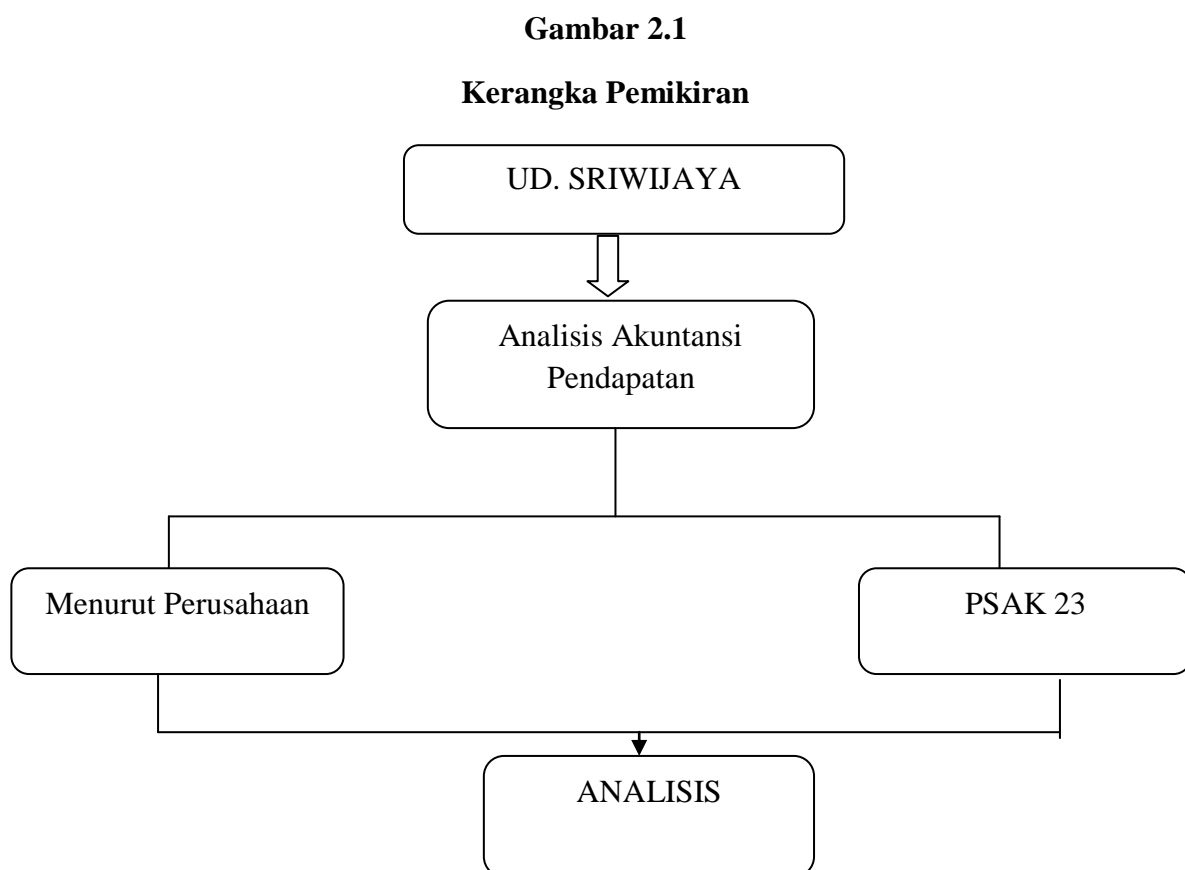 Gambar 2.1
Kerangka Pemikiran
UD. SRIWIJAYA
Analisis Akuntansi
Pendapatan
Menurut Perusahaan
PSAK 23
ANALISIS